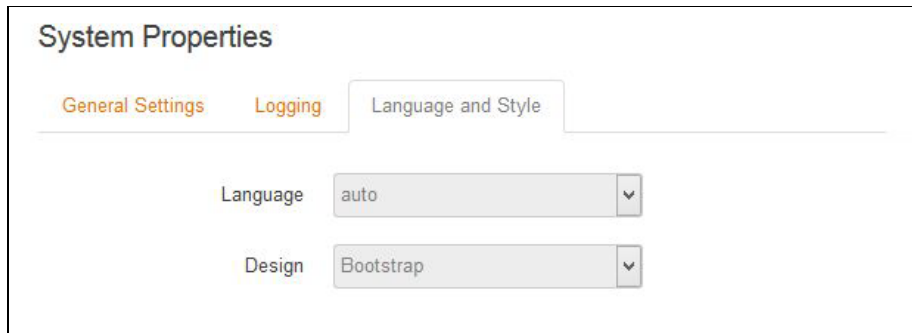 System Properties
General Settings Logging Language and Style
Language auto
Design Bootstrap